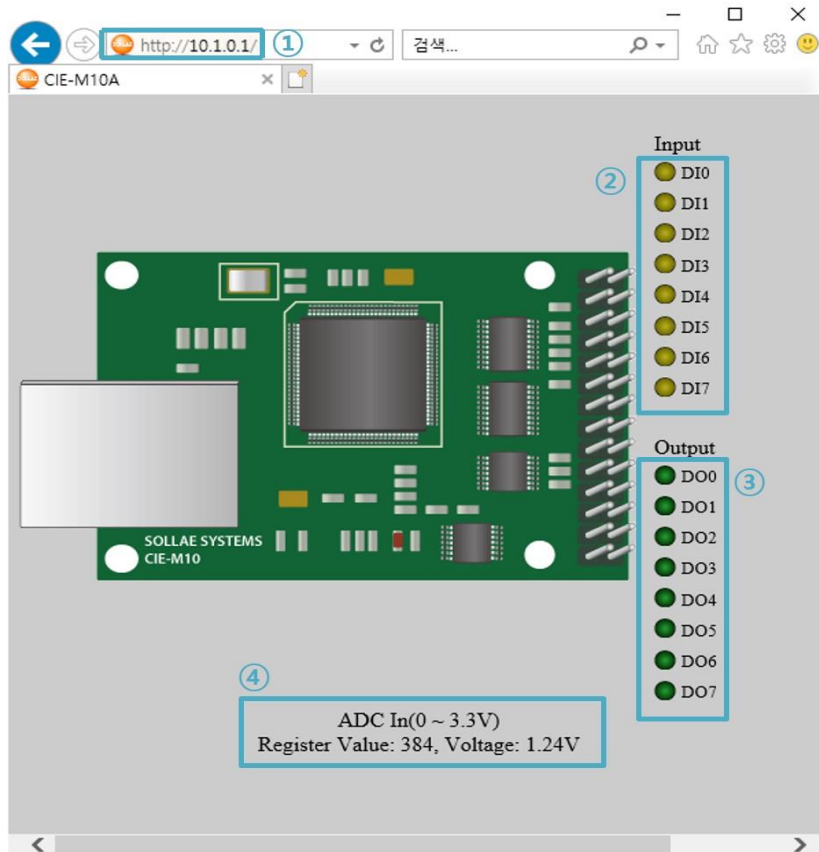 http://10.1.0.1/
①
검색...
CIE-M10A
Input
②
DI0
DI1
DI2
DI3
DI4
DI5
DI6
DI7
Output
③
DO0
DO1
DO2
DO3
DO4
DO5
DO6
DO7
SOLLAE SYSTEMS
CIE-M10
④
ADC In(0 ~ 3.3V)
Register Value: 384, Voltage: 1.24V